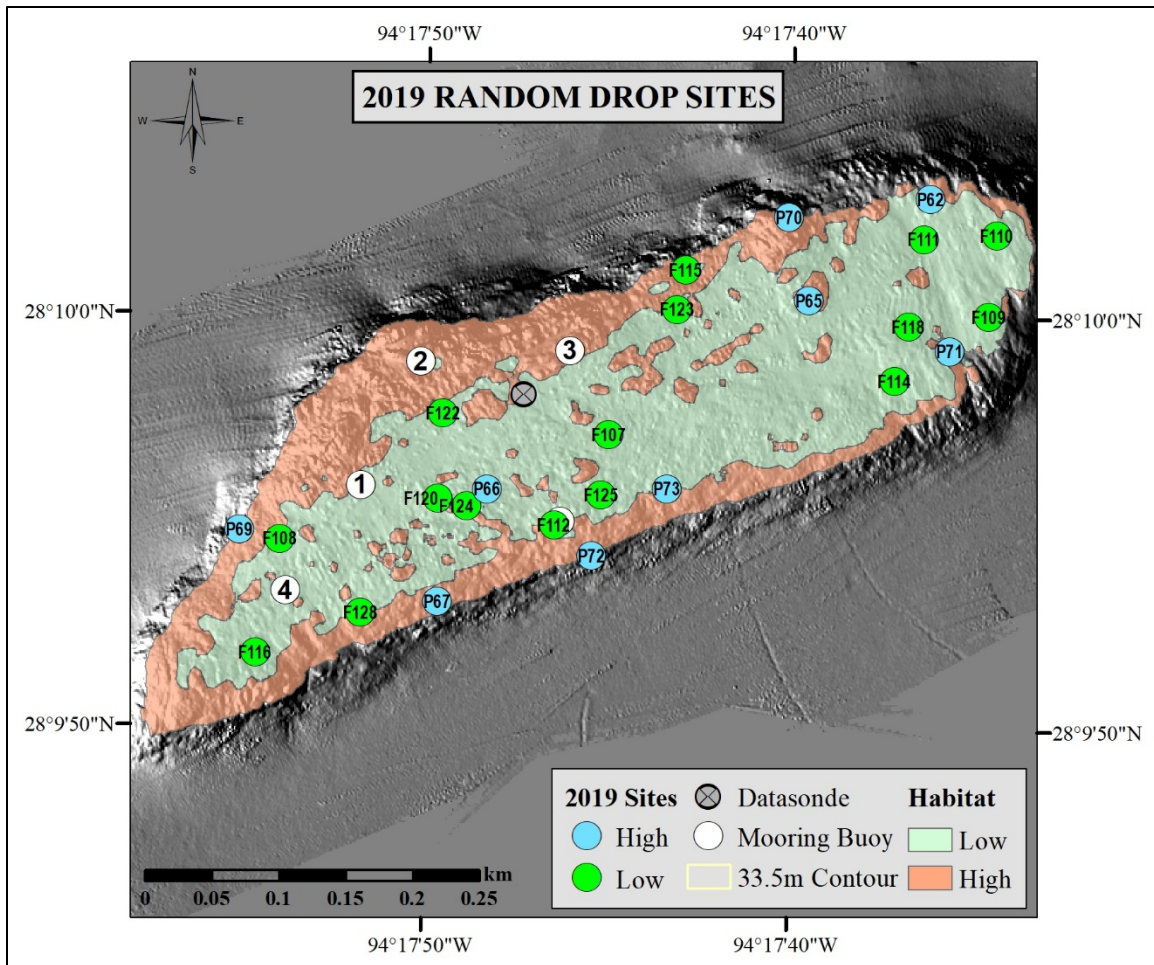 94°17'50"W 94°17'40"W
2019 RANDOM DROP SITES
N
W E
S
P62
P70
F111 F110
F115
P65
F123
28°10'0"N 28°10'0"N
F109
F118
3
P71
2
F114
F122
F107
1
P66 P73
F120 F125
F124
F112
P69
F108
P72
4
P67
F128
F116
28°9'50"N 28°9'50"N
2019 Sites Datasonde Habitat
High Mooring Buoy Low
Low 33.5m Contour High
km
0 0.05 0.1 0.15 0.2 0.25
94°17'50"W 94°17'40"W